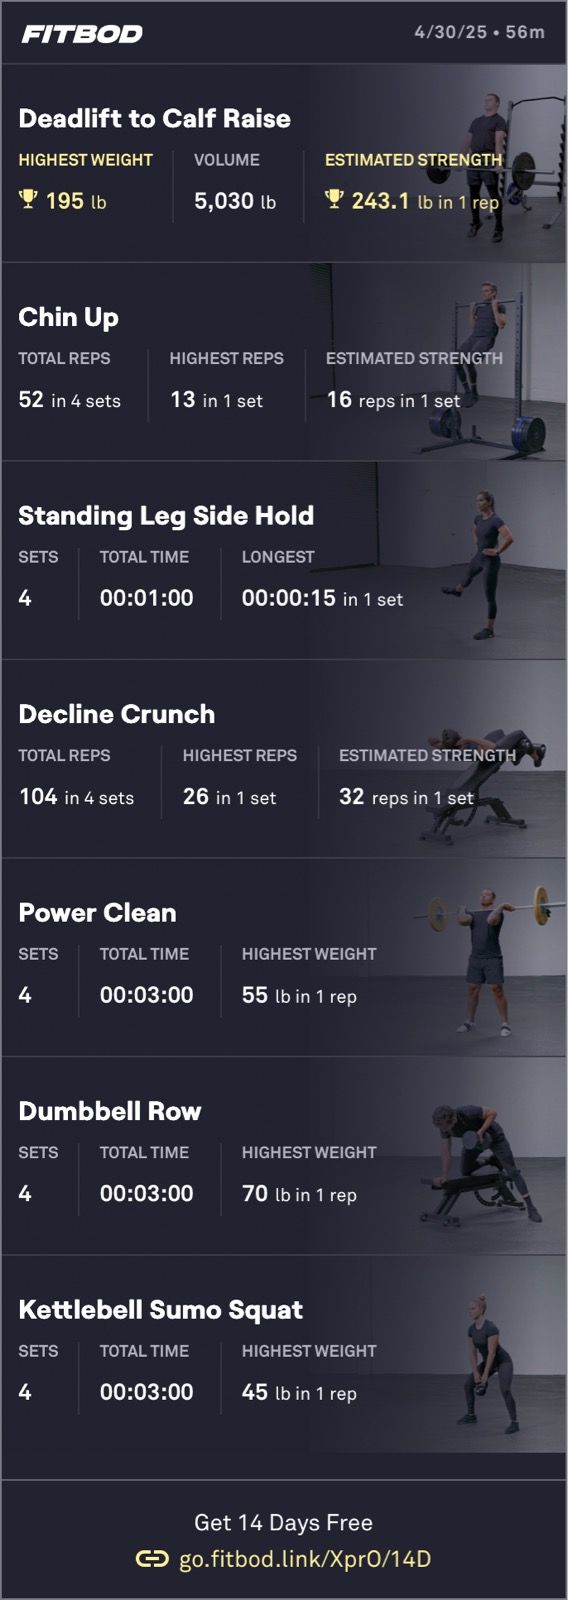 FITBOD
4/30/25 • 56m
Deadlift to Calf Raise
HIGHEST WEIGHT VOLUME ESTIMATED STRENGTH
195 lb 5,030 lb 243.1 lb in 1 rep
Chin Up
TOTAL REPS HIGHEST REPS ESTIMATED STRENGTH
52 in 4 sets 13 in 1 set 16 reps in 1 set
Standing Leg Side Hold
SETS TOTAL TIME LONGEST
4 00:01:00 00:00:15 in 1 set
Decline Crunch
TOTAL REPS HIGHEST REPS ESTIMATED STRENGTH
104 in 4 sets 26 in 1 set 32 reps in 1 set
Power Clean
SETS TOTAL TIME HIGHEST WEIGHT
4 00:03:00 55 lb in 1 rep
Dumbbell Row
SETS TOTAL TIME HIGHEST WEIGHT
4 00:03:00 70 lb in 1 rep
Kettlebell Sumo Squat
SETS TOTAL TIME HIGHEST WEIGHT
4 00:03:00 45 lb in 1 rep
Get 14 Days Free
go.fitbod.link/XprO/14D